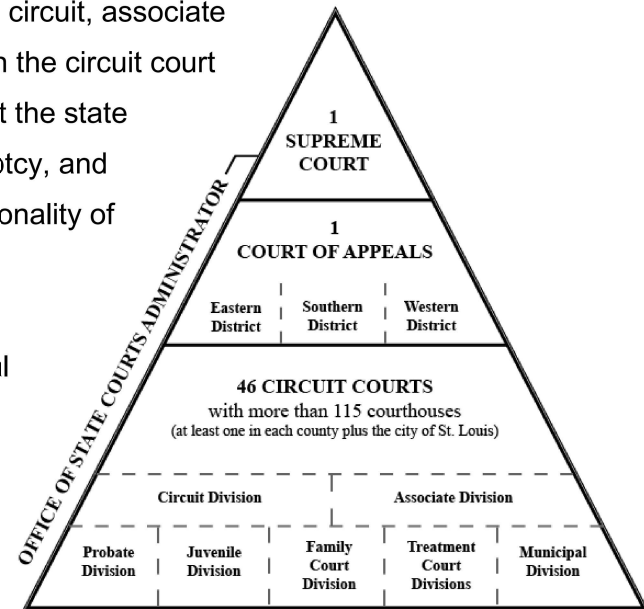 circuit, associate
the circuit court
the state
and
of
1
SUPREME
COURT
OFFICE OF STATE COURTS ADMINISTRATOR
1
COURT OF APPEALS
Eastern
District
Southern
District
Western
District
46 CIRCUIT COURTS
with more than 115 courthouses
(at least one in each county plus the city of St. Louis)
Circuit Division
Associate Division
Probate
Division
Juvenile
Division
Family
Court
Division
Treatment
Court
Divisions
Municipal
Division